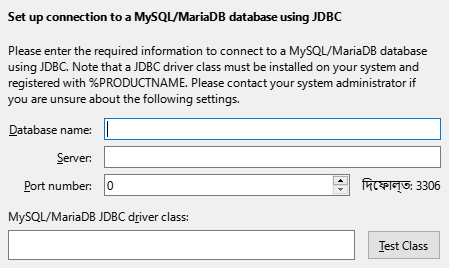 Set up connection to a MySQL/MariaDB database using JDBC
Please enter the required information to connect to a MySQL/MariaDB database
using JDBC. Note that a JDBC driver class must be installed on your system and
registered with %PRODUCTNAME. Please contact your system administrator if
you are unsure about the following settings.
Database name:
Server:
Port number: 0 দিফোল্ত: 3306
MySQL/MariaDB JDBC driver class:
Test Class